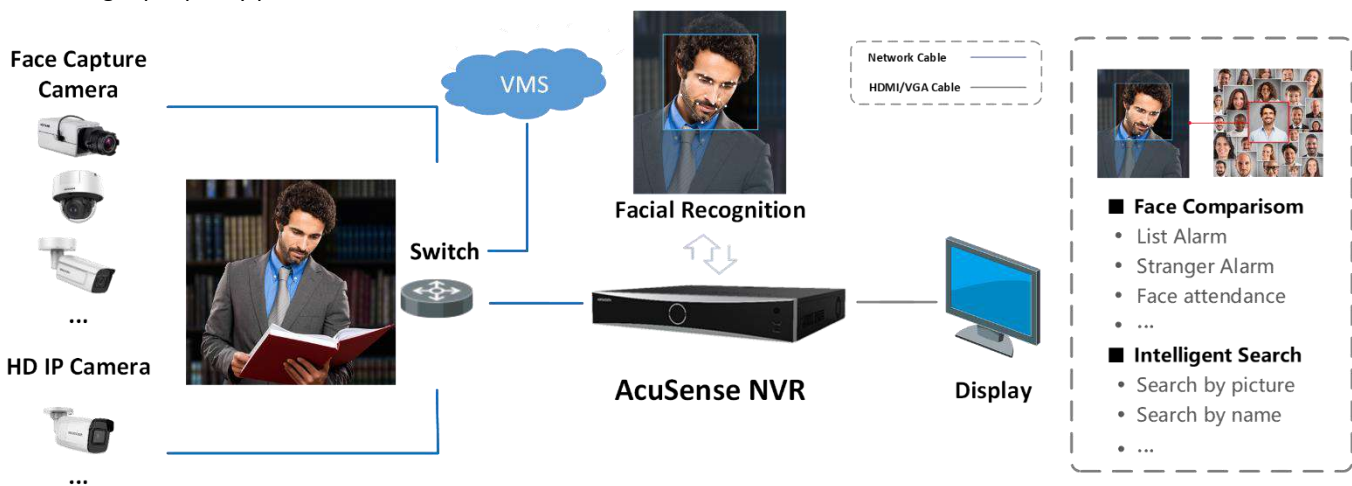 Face Capture
Camera
...
HD IP Camera
...
Switch
VMS
Facial Recognition
AcuSense NVR
Display
Network Cable
HDMI/VGA Cable
■ Face Comparisom
• List Alarm
• Stranger Alarm
• Face attendance
• ...
■ Intelligent Search
• Search by picture
• Search by name
• ...